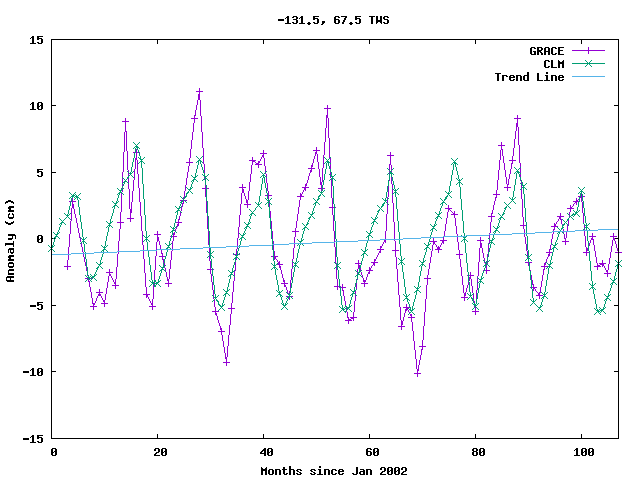 -131.5, 67.5 TWS
GRACE
CLM
Trend Line
15
10
5
0
-5
-10
-15
Anomaly (cm)
0 20 40 60 80 100
Months since Jan 2002